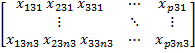 x131 x231 x331 ⋯ xp31
⋮ ⋱ ⋮
x13n3 x23n3 x33n3 ⋯ xp3n3